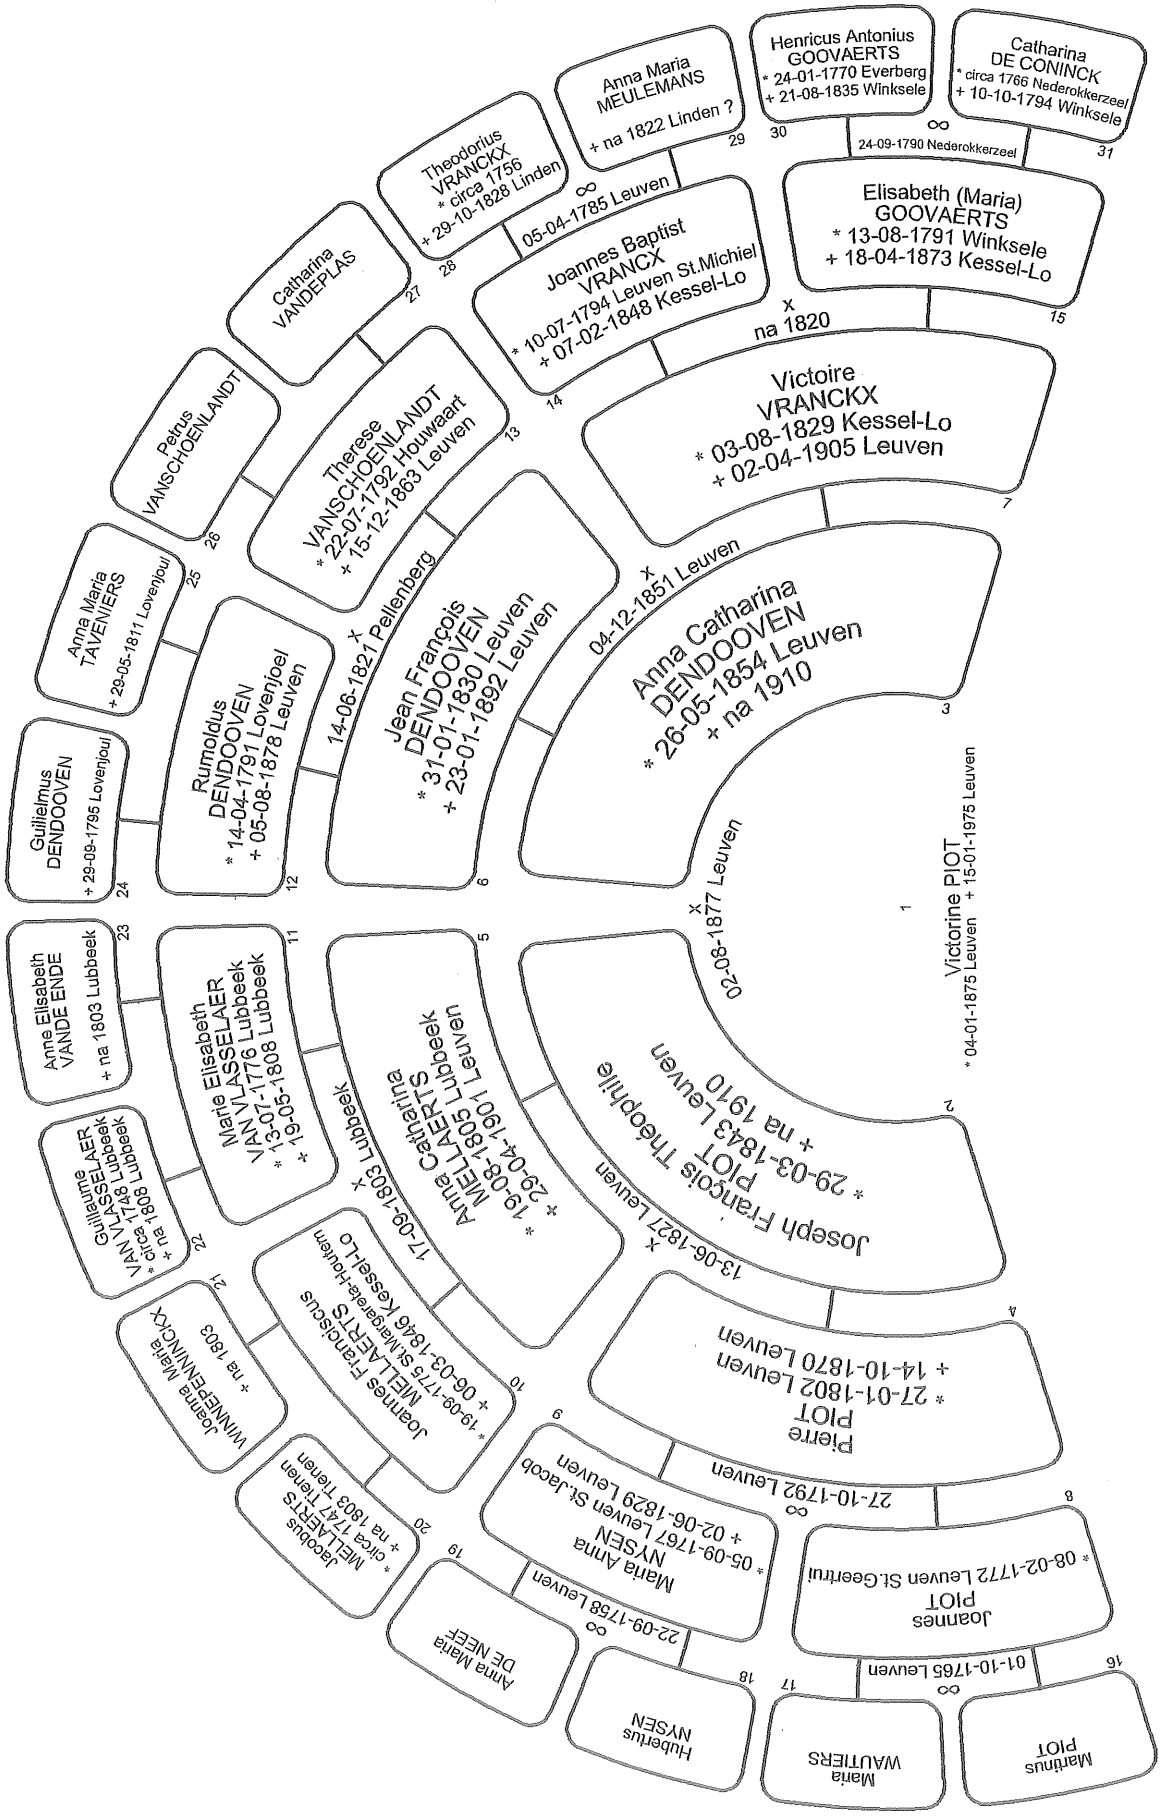 1
Victorine PIOT
* 04-01-1875 Leuven + 15-01-1975 Leuven
x
02-08-1877 Leuven
2
Joseph François Théophile
PIOT
* 29-03-1843 Leuven
+ na 1910
3
Anna Catharina
DENDOOVEN
* 26-05-1854 Leuven
+ na 1910
x
13-06-1827 Leuven
4
Pierre
PIOT
* 27-01-1802 Leuven
+ 14-10-1870 Leuven
5
Anna Catharina
MELLAERTS
* 19-08-1805 Lubbeek
+ 29-04-1901 Leuven
x
04-12-1851 Leuven
6
Jean François
DENDOOVEN
* 31-01-1830 Leuven
+ 23-01-1892 Leuven
7
Victoire
VRANCKX
* 03-08-1829 Kessel-Lo
+ 02-04-1905 Leuven
∞
27-10-1792 Leuven
8
Joannes
PIOT
* 08-02-1772 Leuven St.Geertrui
9
Maria Anna
NYSEN
* 05-09-1767 Leuven St.Jacob
+ 02-06-1829 Leuven
x
17-09-1803 Lubbeek
10
Joannes Franciscus
MELLAERTS
* 19-09-1775 St.Margareta-Houtem
+ 06-03-1846 Kessel-Lo
11
Marie Elisabeth
VAN VLASSELAER
* 13-07-1776 Lubbeek
+ 19-05-1808 Lubbeek
x
14-06-1821 Pellenberg
12
Rumoldus
DENDOOVEN
* 14-04-1791 Lovenjoel
+ 05-08-1878 Leuven
13
Therese
VANSCHOENLANDT
* 22-07-1792 Houwaart
+ 15-12-1863 Leuven
x
na 1820
14
Joannes Baptist
VRANCX
* 10-07-1794 Leuven St.Michiel
+ 07-02-1848 Kessel-Lo
15
Elisabeth (Maria)
GOOVAERTS
* 13-08-1791 Winksele
+ 18-04-1873 Kessel-Lo
∞
01-10-1765 Leuven
16
Martinus
PIOT
17
Maria
WAUTIERS
∞
22-09-1758 Leuven
18
Hubertus
NYSEN
19
Anna Maria
DE NEEF
20
Jacobus
MELLAERTS
* circa 1747 Tienen
+ na 1803 Tienen
21
Joanna Maria
WINNEPENNINCKX
+ na 1803
22
Guillaume
VAN VLASSELAER
* circa 1748 Lubbeek
+ na 1808 Lubbeek
23
Anne Elisabeth
VANDE ENDE
+ na 1803 Lubbeek
24
Guilielmus
DENDOOVEN
+ 29-09-1795 Lovenjoul
25
Anna Maria
TAVENIERS
+ 29-05-1811 Lovenjoul
26
Petrus
VANSCHOENLANDT
27
Catharina
VANDEPLAS
∞
05-04-1785 Leuven
28
Theodorius
VRANCKX
* circa 1756
+ 29-10-1828 Linden
29
Anna Maria
MEULEMANS
+ na 1822 Linden ?
∞
24-09-1790 Nederokkerzeel
30
Henricus Antonius
GOOVAERTS
* 24-01-1770 Everberg
+ 21-08-1835 Winksele
31
Catharina
DE CONINCK
* circa 1766 Nederokkerzeel
+ 10-10-1794 Winksele